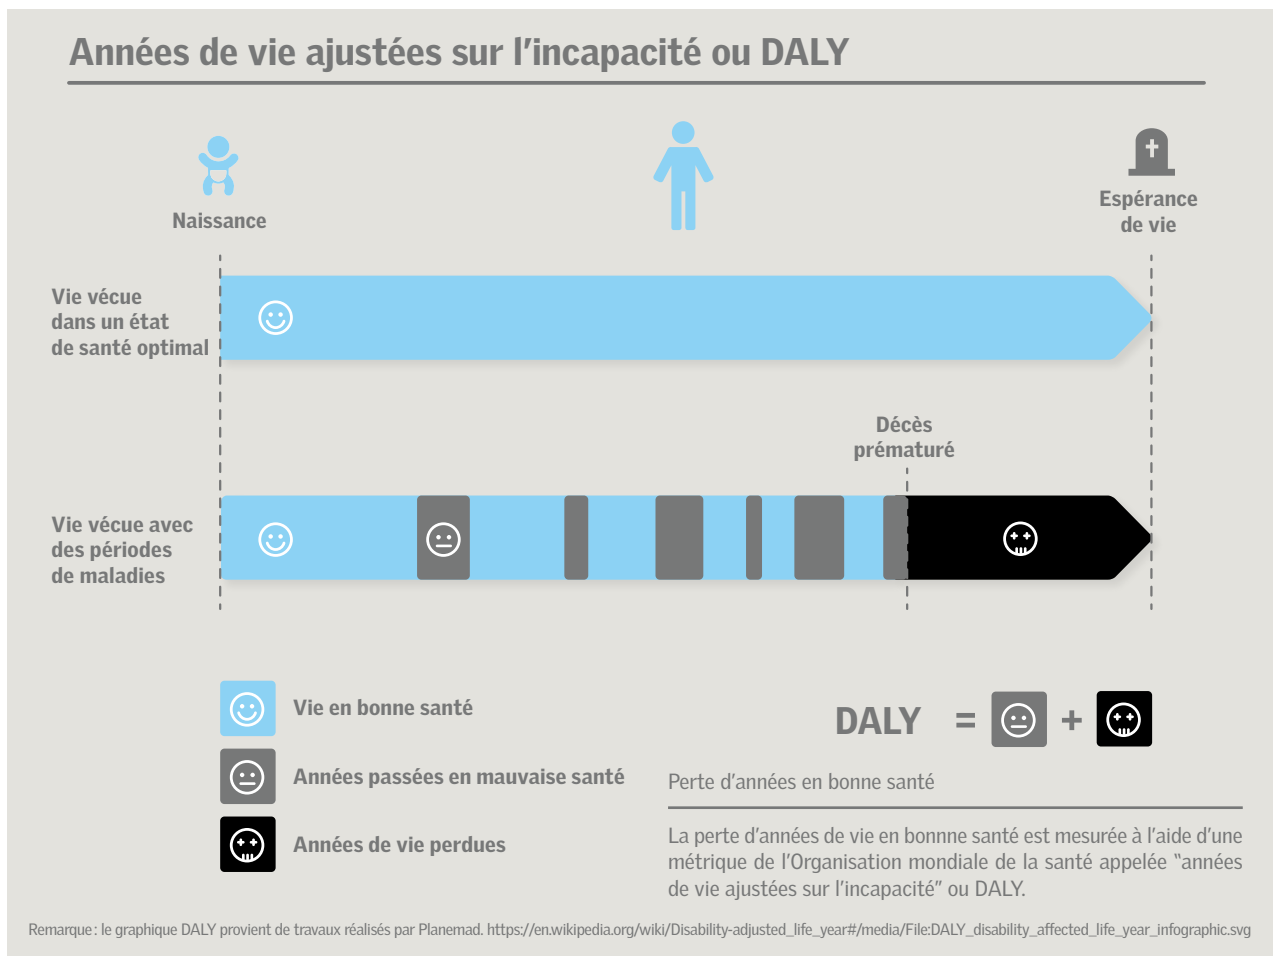 Années de vie ajustées sur l'incapacité ou DALY
Naissance
Espérance
de vie
Vie vécue
dans un état
de santé optimal
Décès
prématuré
Vie vécue avec
des périodes
de maladies
Vie en bonne santé
Années passées en mauvaise santé
Années de vie perdues
DALY = +
Perte d'années en bonne santé
La perte d'années de vie en bonnne santé est mesurée à l'aide d'une
métrique de l'Organisation mondiale de la santé appelée "années
de vie ajustées sur l'incapacité" ou DALY.
Remarque : le graphique DALY provient de travaux réalisés par Planemad. https://en.wikipedia.org/wiki/Disability-adjusted_life_year#/media/File:DALY_disability_affected_life_year_infographic.svg